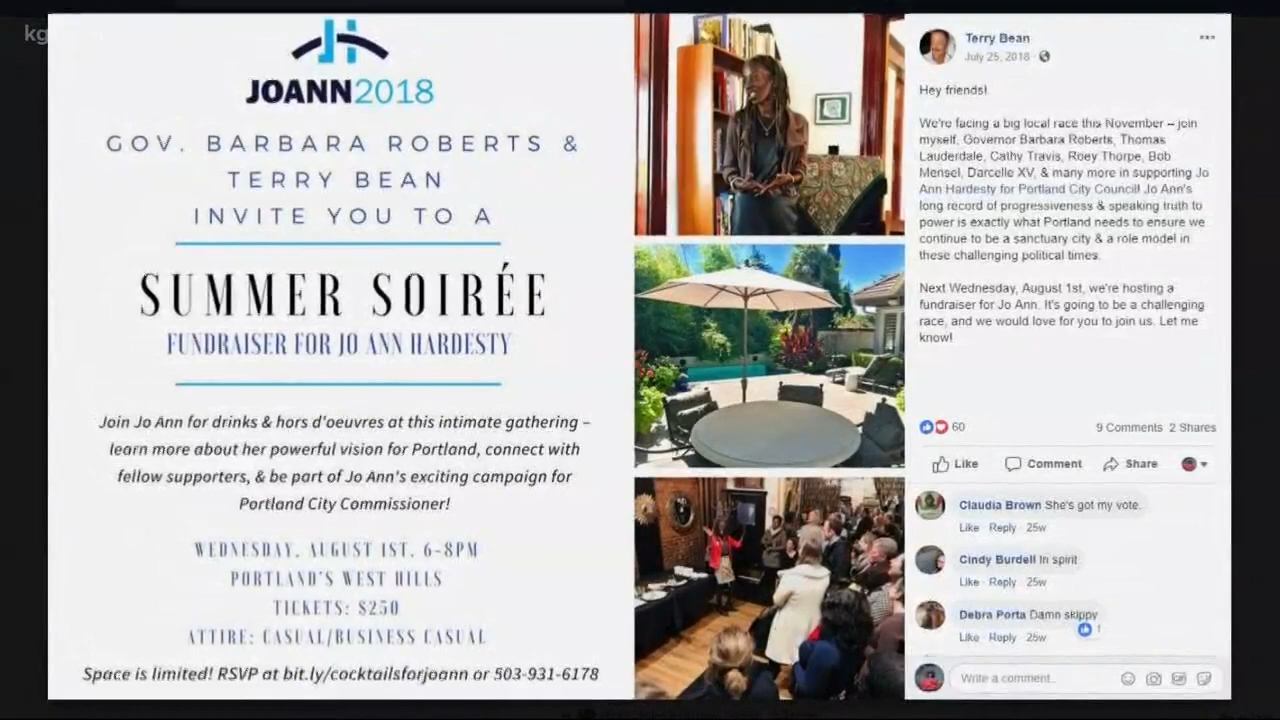 kg
JOANN2018
GOV. BARBARA ROBERTS &
TERRY BEAN
INVITE YOU TO A
SUMMER SOIRÉE
FUNDRAISER FOR JO ANN HARDESTY
Join Jo Ann for drinks & hors d'oeuvres at this intimate gathering –
learn more about her powerful vision for Portland, connect with
fellow supporters, & be part of Jo Ann's exciting campaign for
Portland City Commissioner!
WEDNESDAY, AUGUST 1ST, 6-8PM
PORTLAND'S WEST HILLS
TICKETS: $250
ATTIRE: CASUAL/BUSINESS CASUAL
Space is limited! RSVP at bit.ly/cocktailsforjoann or 503-931-6178
Terry Bean
July 25, 2018
Hey friends!
We're facing a big local race this November – join
myself, Governor Barbara Roberts, Thomas
Lauderdale, Cathy Travis, Roey Thorpe, Bob
Mensel, Darcelle XV, & many more in supporting Jo
Ann Hardesty for Portland City Council! Jo Ann's
long record of progressiveness & speaking truth to
power is exactly what Portland needs to ensure we
continue to be a sanctuary city & a role model in
these challenging political times.
Next Wednesday, August 1st, we're hosting a
fundraiser for Jo Ann. It's going to be a challenging
race, and we would love for you to join us. Let me
know!
60 9 Comments 2 Shares
Like Comment Share
Claudia Brown She's got my vote.
Like · Reply · 25w
Cindy Burdell In spirit
Like · Reply · 25w
Debra Porta Damn skippy
1
Like · Reply · 25w
Write a comment...
GIF